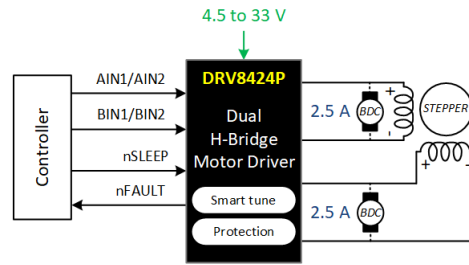 4.5 to 33 V
DRV8424P
Dual
H-Bridge
Motor Driver
Smart tune
Protection
Controller
AIN1/AIN2
BIN1/BIN2
nSLEEP
nFAULT
2.5 A
BDC
+
-
STEPPER
+
-
2.5 A
BDC